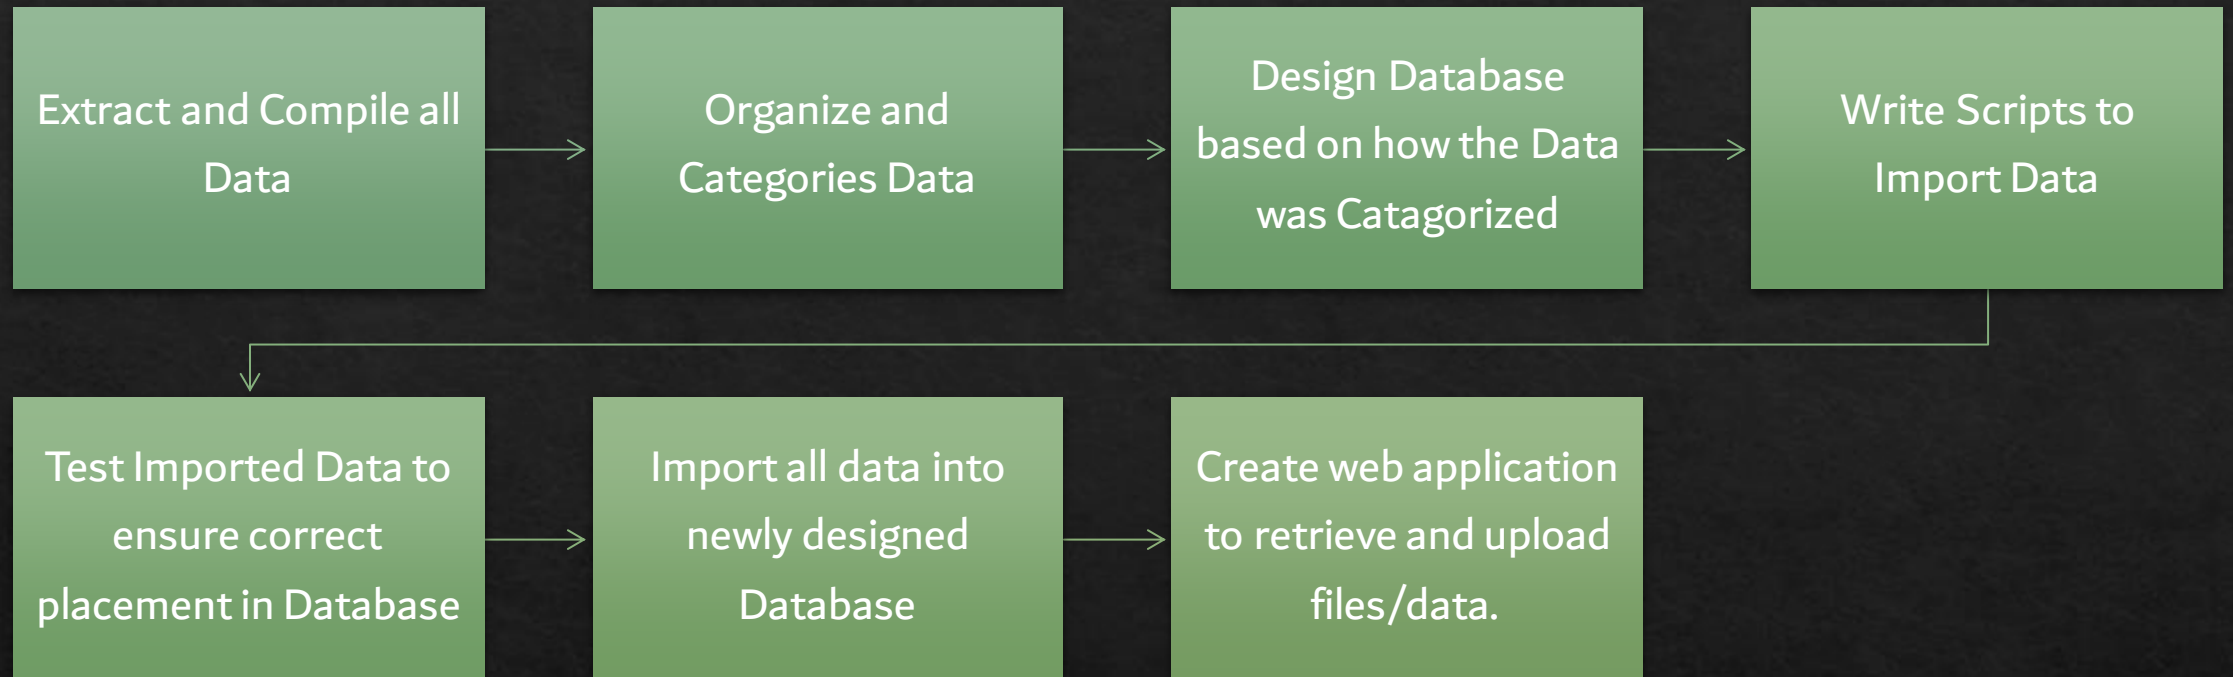 Extract and Compile all
Data
Organize and
Categories Data
Design Database
based on how the Data
was Catagorized
Write Scripts to
Import Data
Test Imported Data to
ensure correct
placement in Database
Import all data into
newly designed
Database
Create web application
to retrieve and upload
files/data.